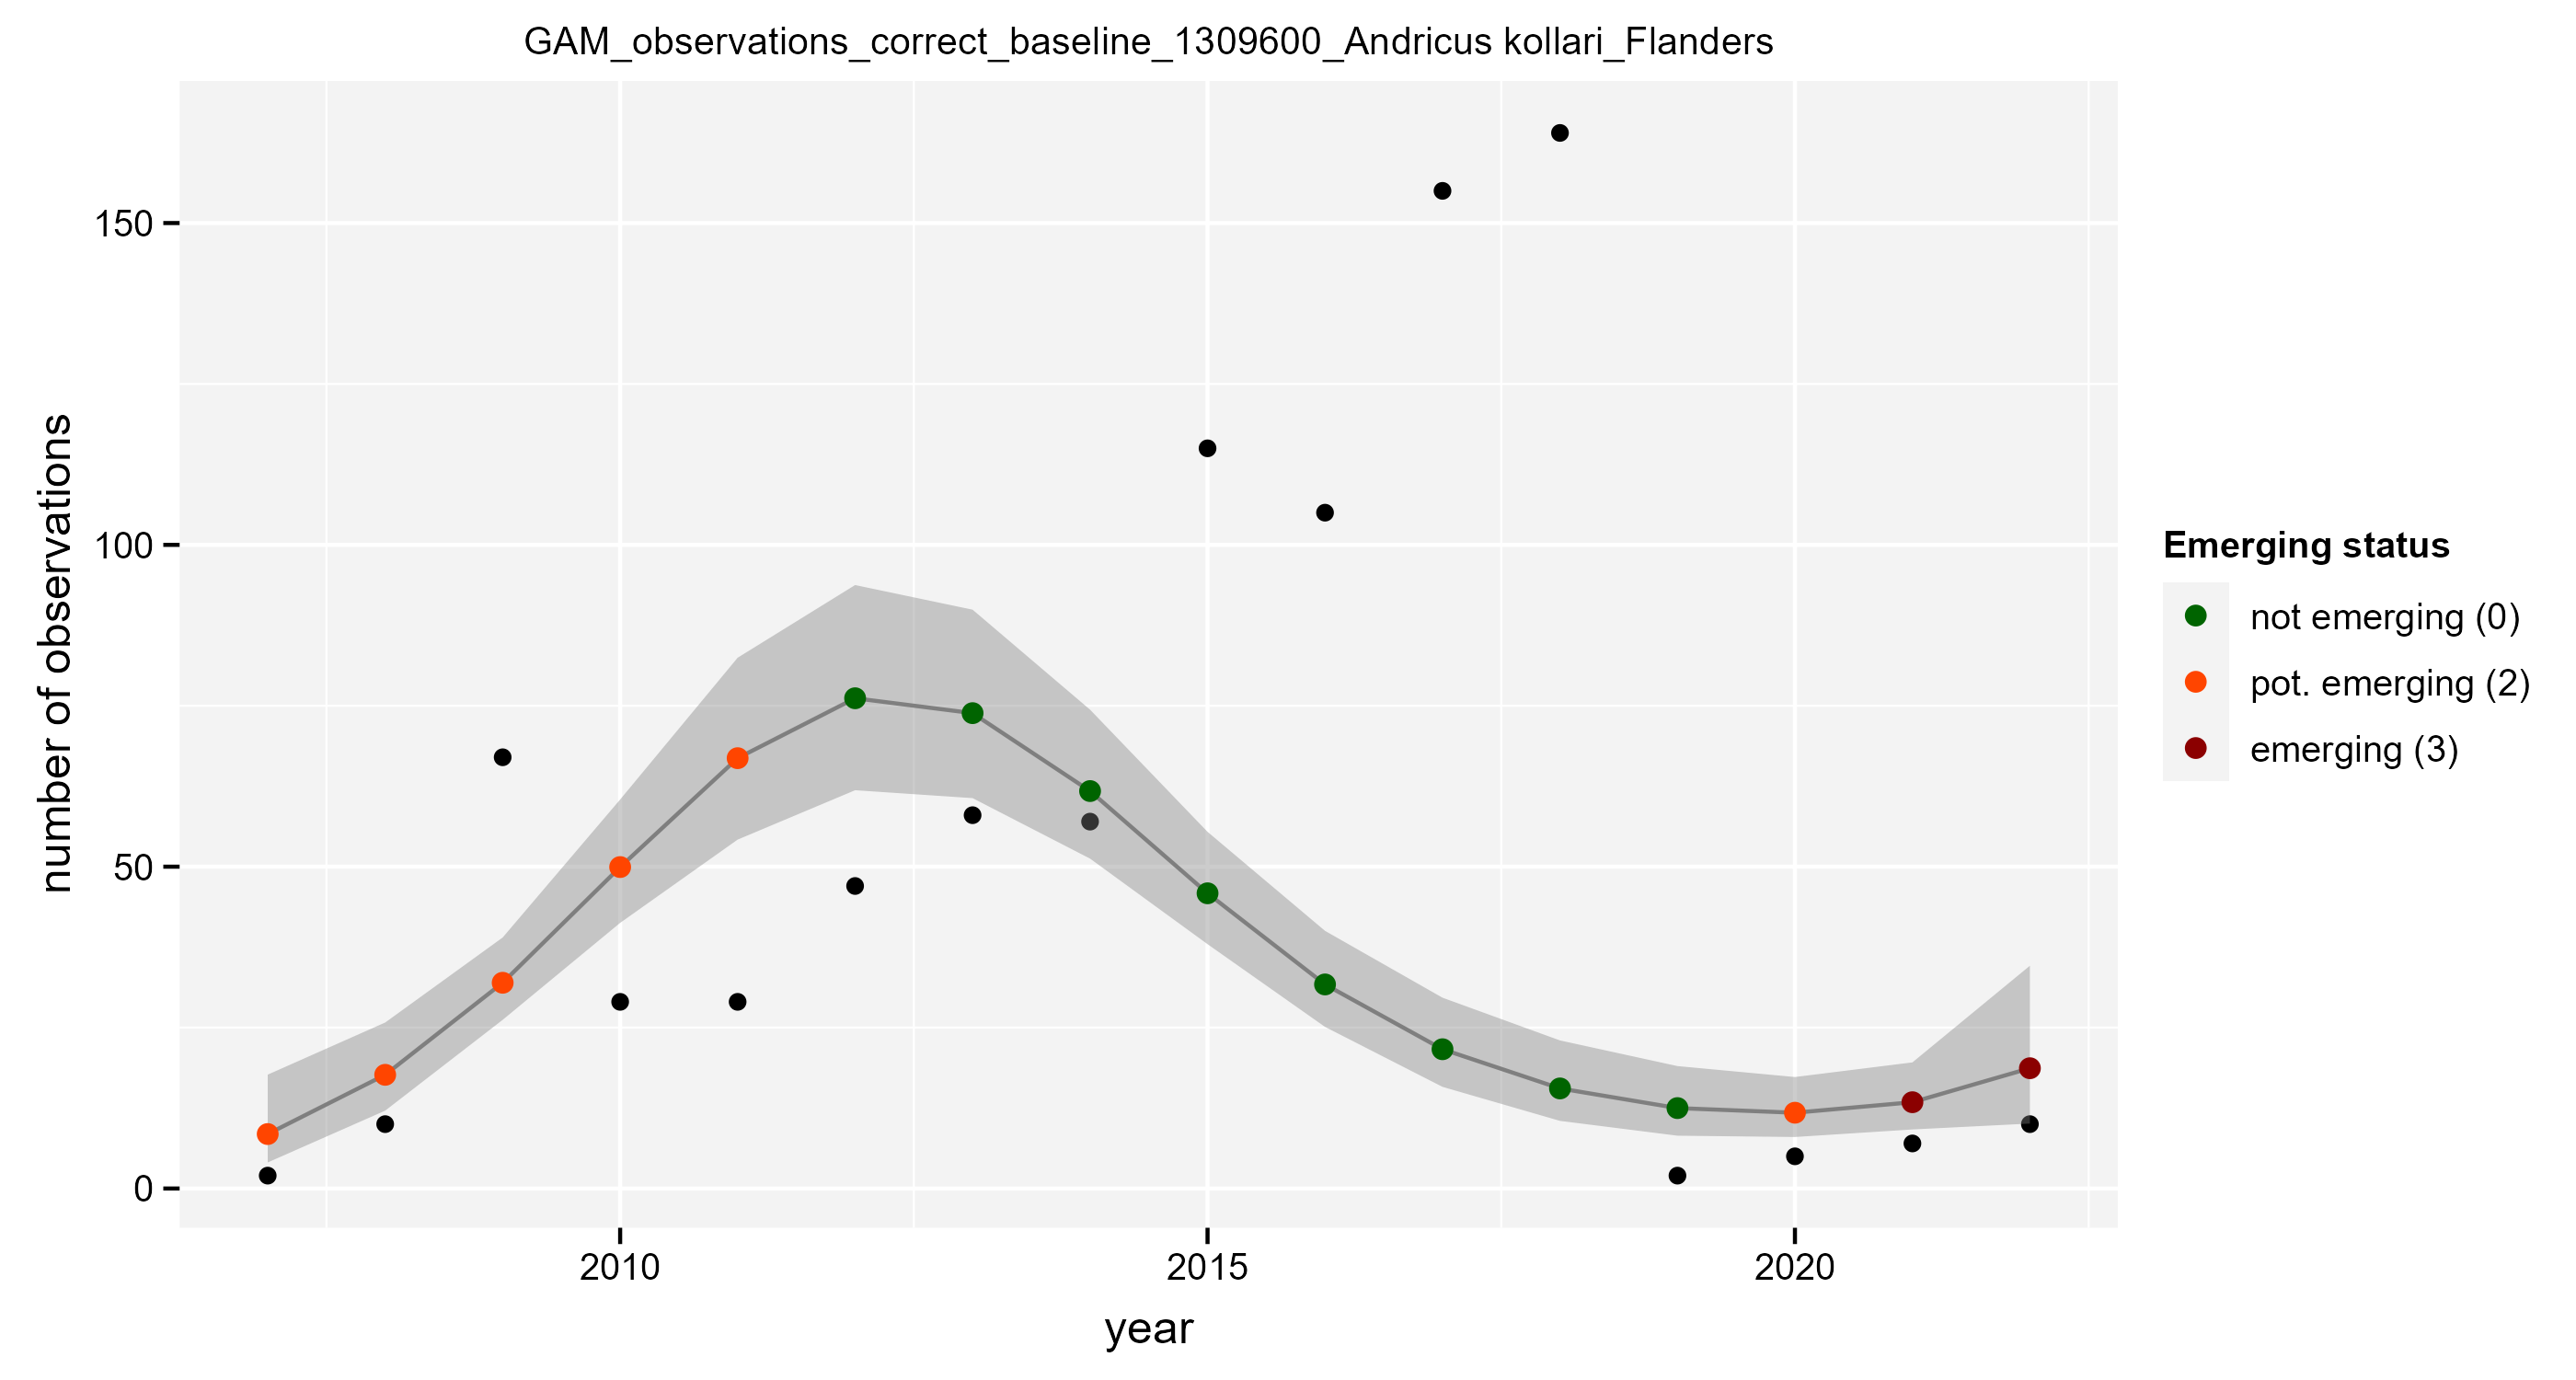 GAM_observations_correct_baseline_1309600_Andricus kollari_Flanders
number of observations
150
100
50
0
2010
2015
2020
year
Emerging status
not emerging (0)
pot. emerging (2)
emerging (3)